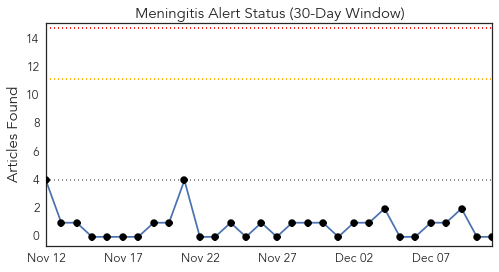 Meningitis Alert Status (30-Day Window)
Articles Found
14
12
10
8
6
4
2
0
Nov 12
Nov 17
Nov 22
Nov 27
Dec 02
Dec 07